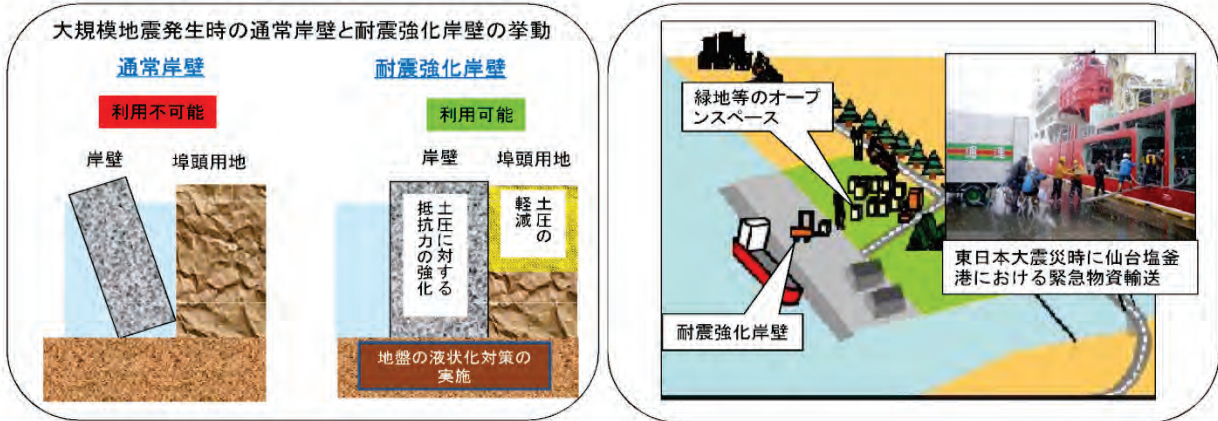 大規模地震発生時の通常岸壁と耐震強化岸壁の挙動
通常岸壁
利用不可能
岸壁
埠頭用地
耐震強化岸壁
利用可能
岸壁
埠頭用地
土圧に対する
抵抗力の強化
土圧の
軽減
地盤の液状化対策の
実施
緑地等のオープ
ンスペース
耐震強化岸壁
東日本大震災時に仙台塩釜
港における緊急物資輸送